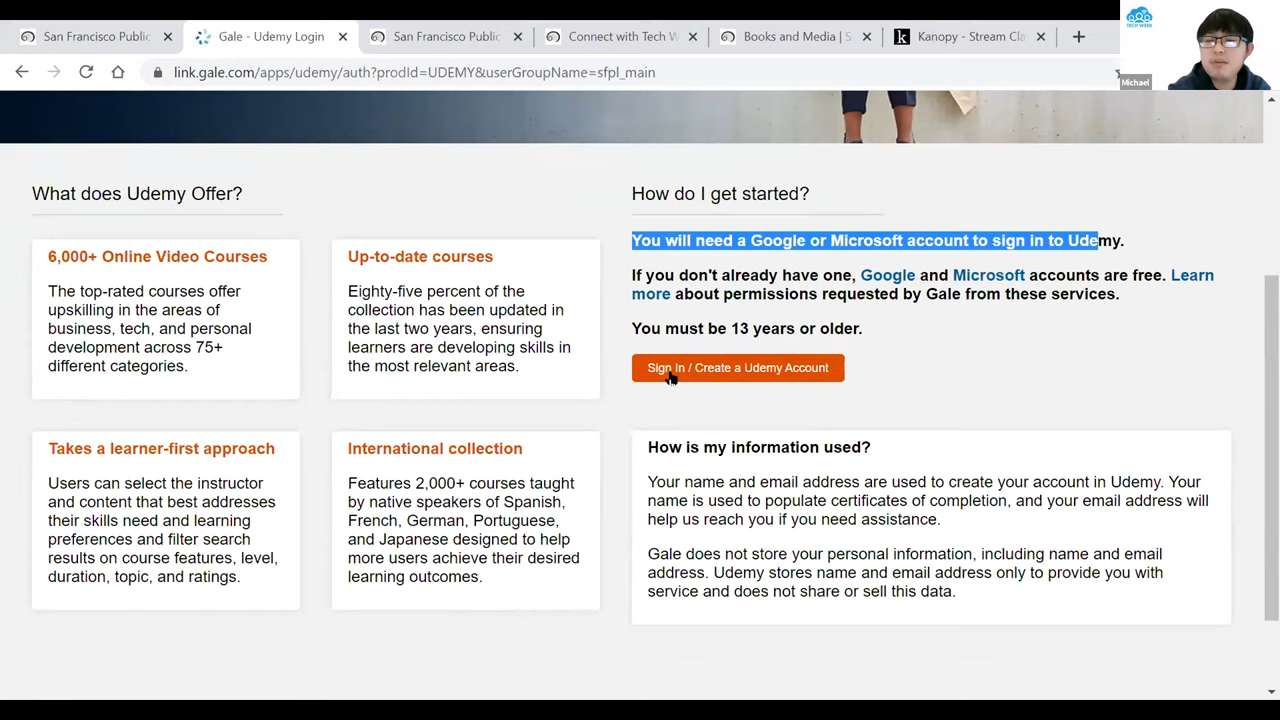 San Francisco Public
Gale - Udemy Login
San Francisco Public
Connect with Tech W
Books and Media | S
k
Kanopy - Stream Cla
link.gale.com/apps/udemy/auth?prodId=UDEMY&userGroupName=sfpl_main
TECH WEEK
Michael
What does Udemy Offer?
6,000+ Online Video Courses
The top-rated courses offer
upskilling in the areas of
business, tech, and personal
development across 75+
different categories.
Up-to-date courses
Eighty-five percent of the
collection has been updated in
the last two years, ensuring
learners are developing skills in
the most relevant areas.
Takes a learner-first approach
Users can select the instructor
and content that best addresses
their skills need and learning
preferences and filter search
results on course features, level,
duration, topic, and ratings.
International collection
Features 2,000+ courses taught
by native speakers of Spanish,
French, German, Portuguese,
and Japanese designed to help
more users achieve their desired
learning outcomes.
How do I get started?
You will need a Google or Microsoft account to sign in to Udemy.
If you don't already have one, Google and Microsoft accounts are free. Learn
more about permissions requested by Gale from these services.
You must be 13 years or older.
Sign In / Create a Udemy Account
How is my information used?
Your name and email address are used to create your account in Udemy. Your
name is used to populate certificates of completion, and your email address will
help us reach you if you need assistance.
Gale does not store your personal information, including name and email
address. Udemy stores name and email address only to provide you with
service and does not share or sell this data.